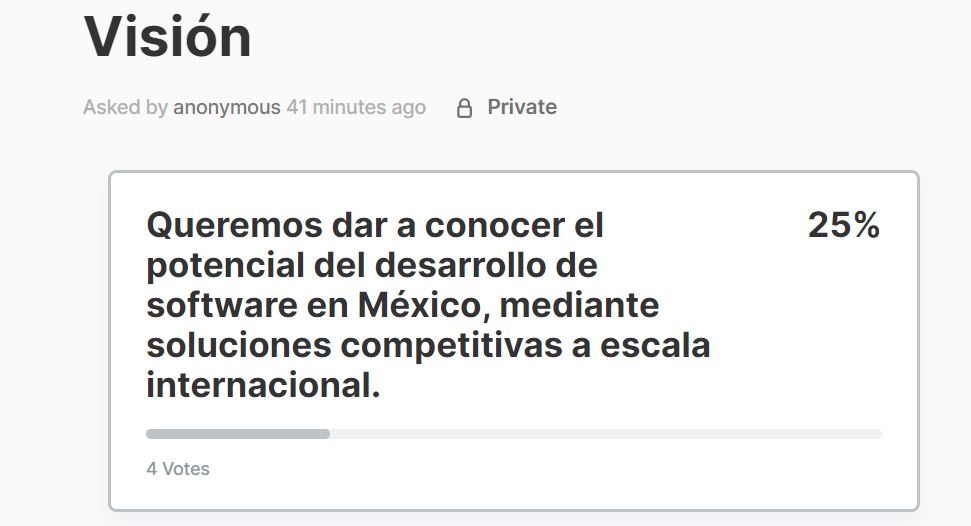 Visión
Asked by anonymous 41 minutes ago Private
Queremos dar a conocer el 25%
potencial del desarrollo de
software en México, mediante
soluciones competitivas a escala
internacional.
4 Votes